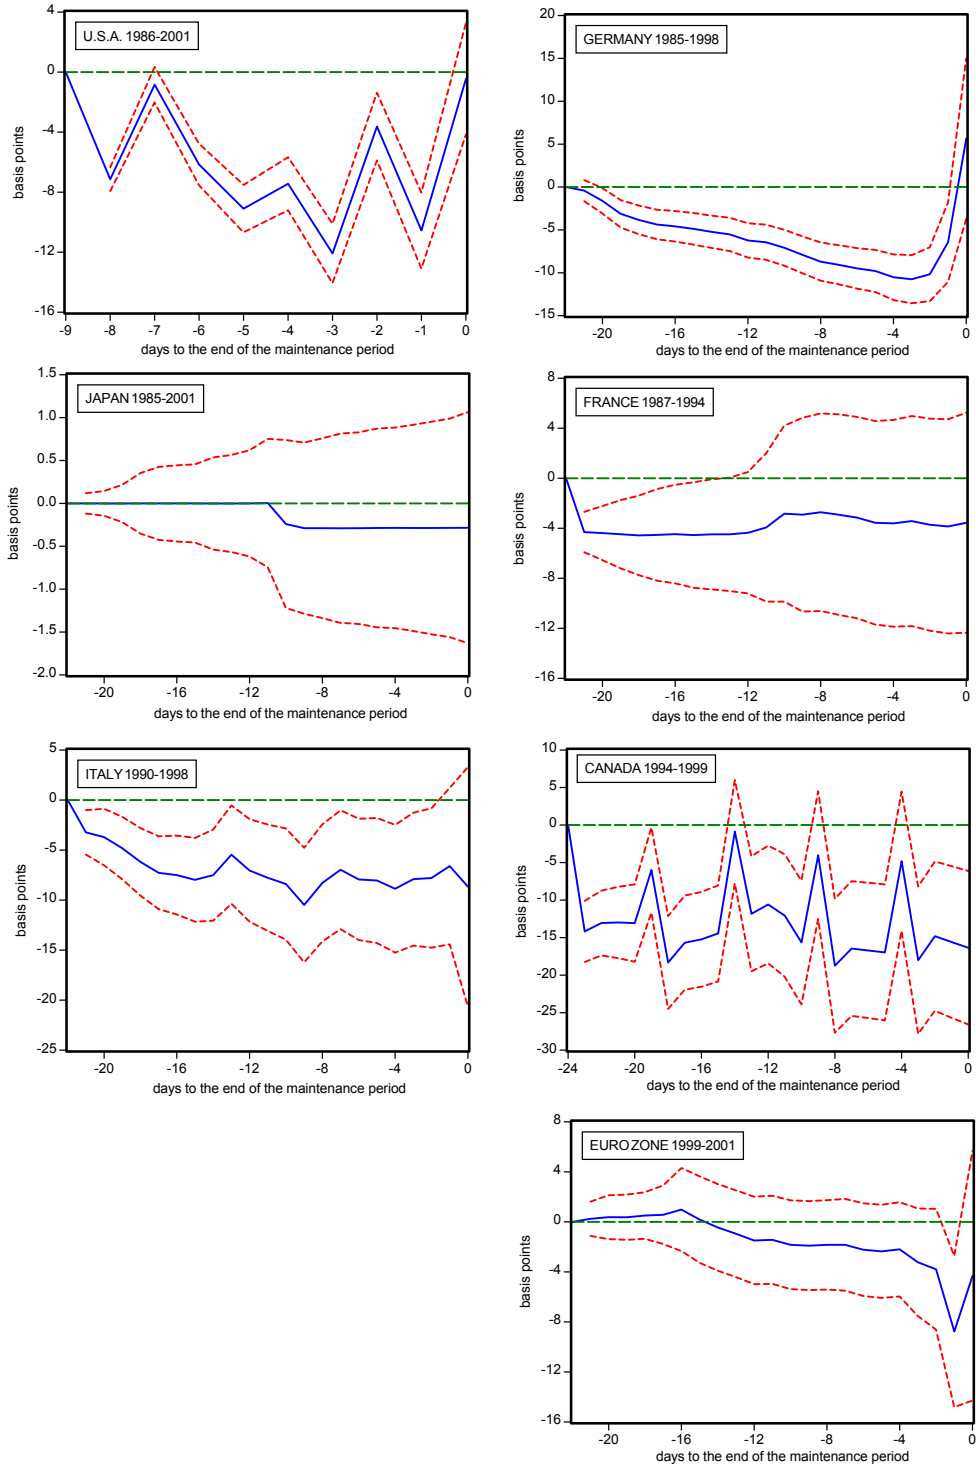 U.S.A. 1986-2001
basis points
4
0
-4
-8
-12
-16
-9 -8 -7 -6 -5 -4 -3 -2 -1 0
days to the end of the maintenance period
GERMANY 1985-1998
basis points
20
15
10
5
0
-5
-10
-15
-20 -16 -12 -8 -4 0
days to the end of the maintenance period
JAPAN 1985-2001
basis points
1.5
1.0
0.5
0.0
-0.5
-1.0
-1.5
-2.0
-20 -16 -12 -8 -4 0
days to the end of the maintenance period
FRANCE 1987-1994
basis points
8
4
0
-4
-8
-12
-16
-20 -16 -12 -8 -4 0
days to the end of the maintenance period
ITALY 1990-1998
basis points
5
0
-5
-10
-15
-20
-25
-20 -16 -12 -8 -4 0
days to the end of the maintenance period
CANADA 1994-1999
basis points
10
5
0
-5
-10
-15
-20
-25
-30
-24 -20 -16 -12 -8 -4 0
days to the end of the maintenance period
EURO ZONE 1999-2001
basis points
8
4
0
-4
-8
-12
-16
-20 -16 -12 -8 -4 0
days to the end of the maintenance period